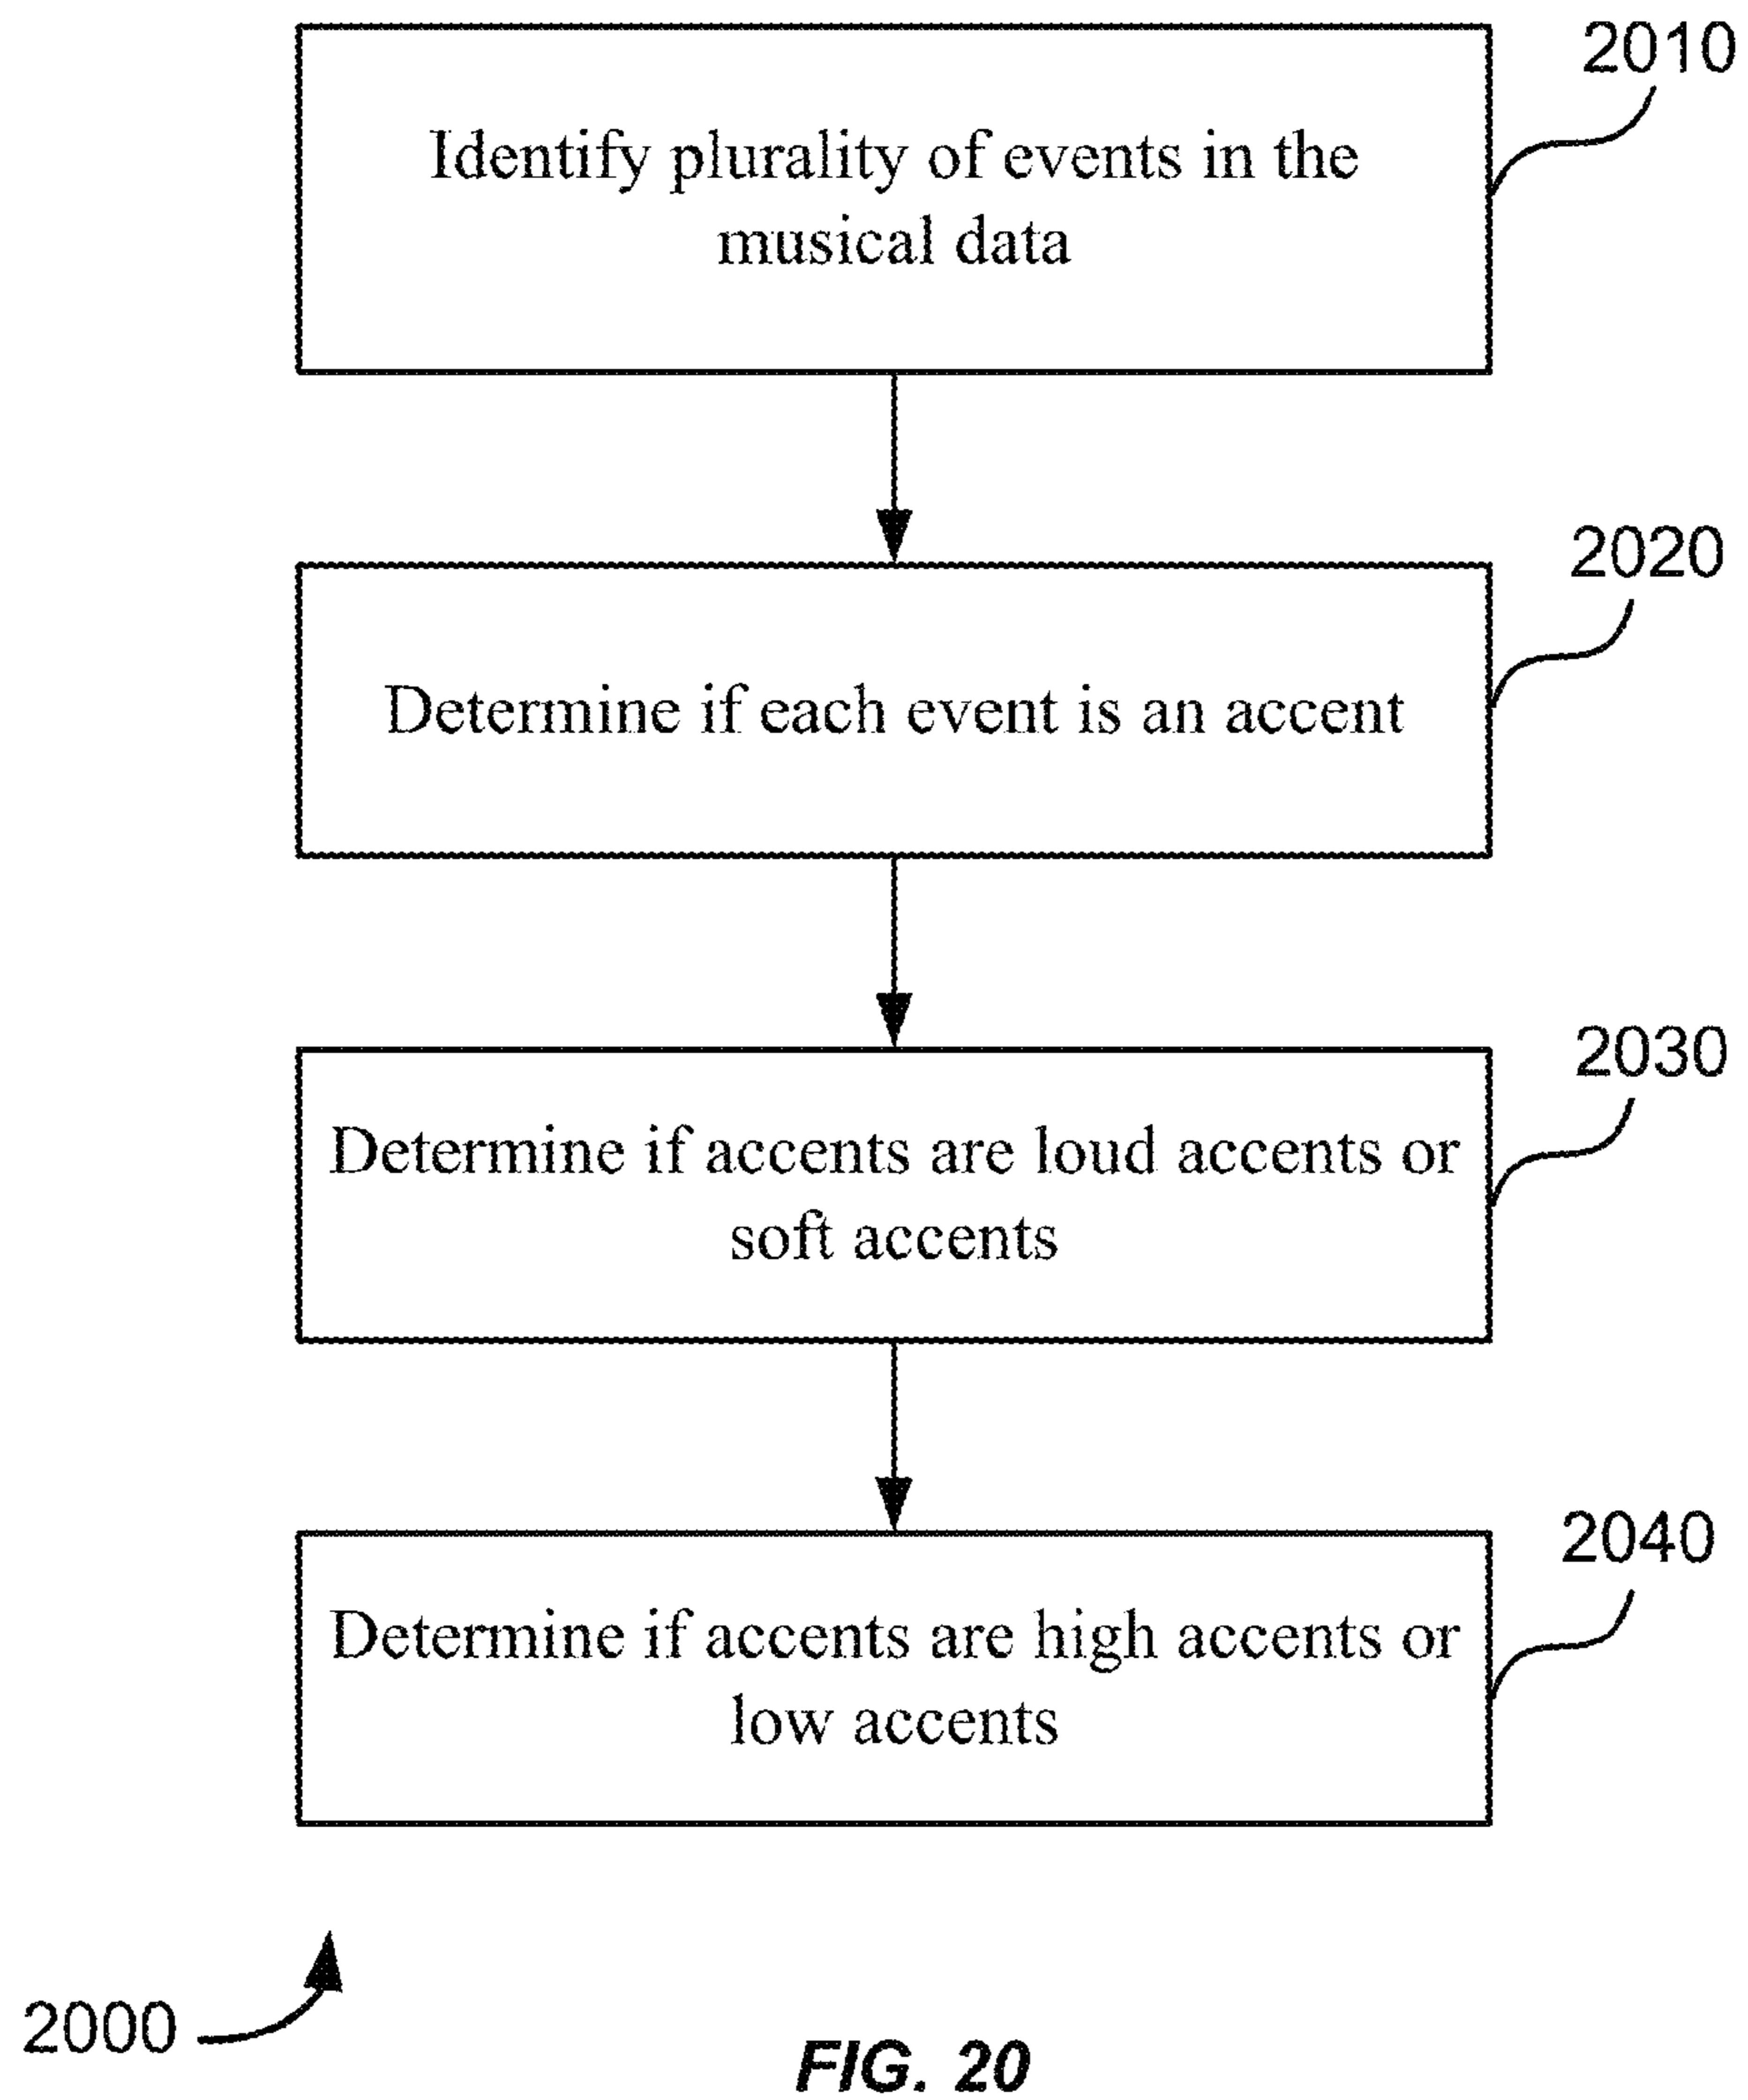 2010
Identify plurality of events in the
musical data
2020
Determine if each event is an accent
2030
Determine if accents are loud accents or
soft accents
2040
Determine if accents are high accents or
low accents
2000
FIG. 20